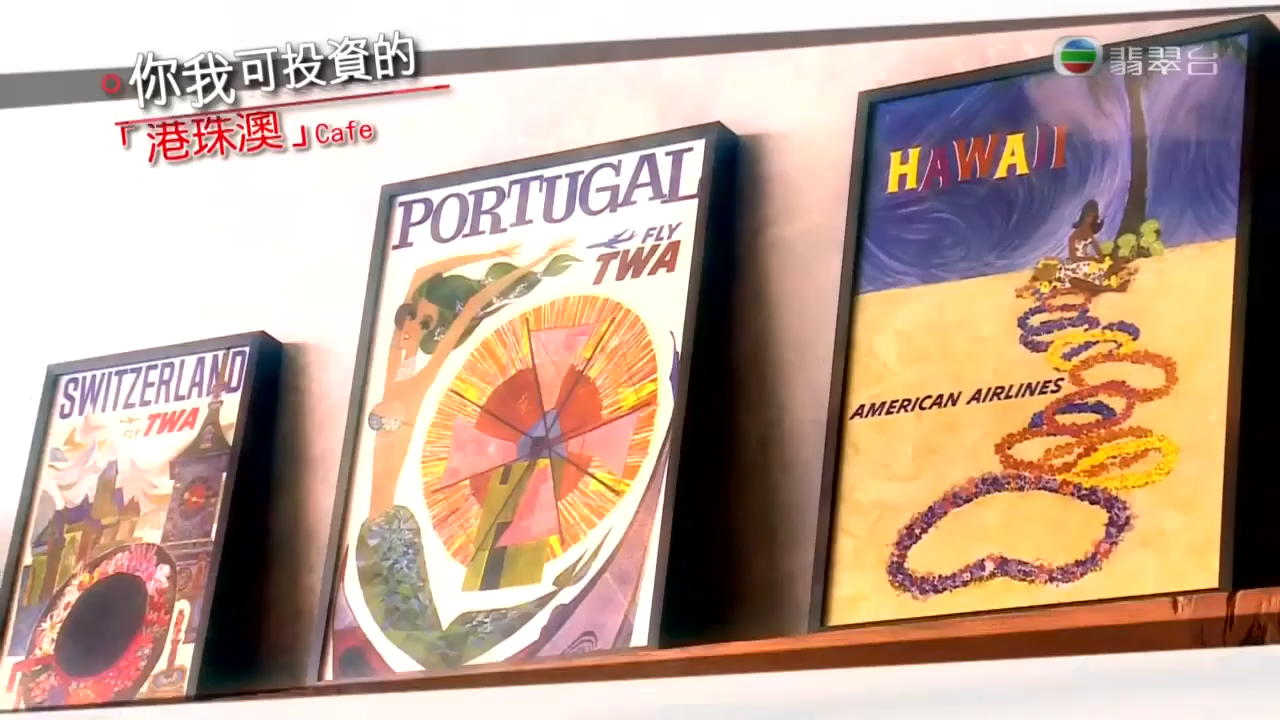 你我可投資的
「港珠澳」Cafe
翡翠台
SWITZERLAND
FLY TWA
PORTUGAL
FLY
TWA
HAWAII
AMERICAN AIRLINES